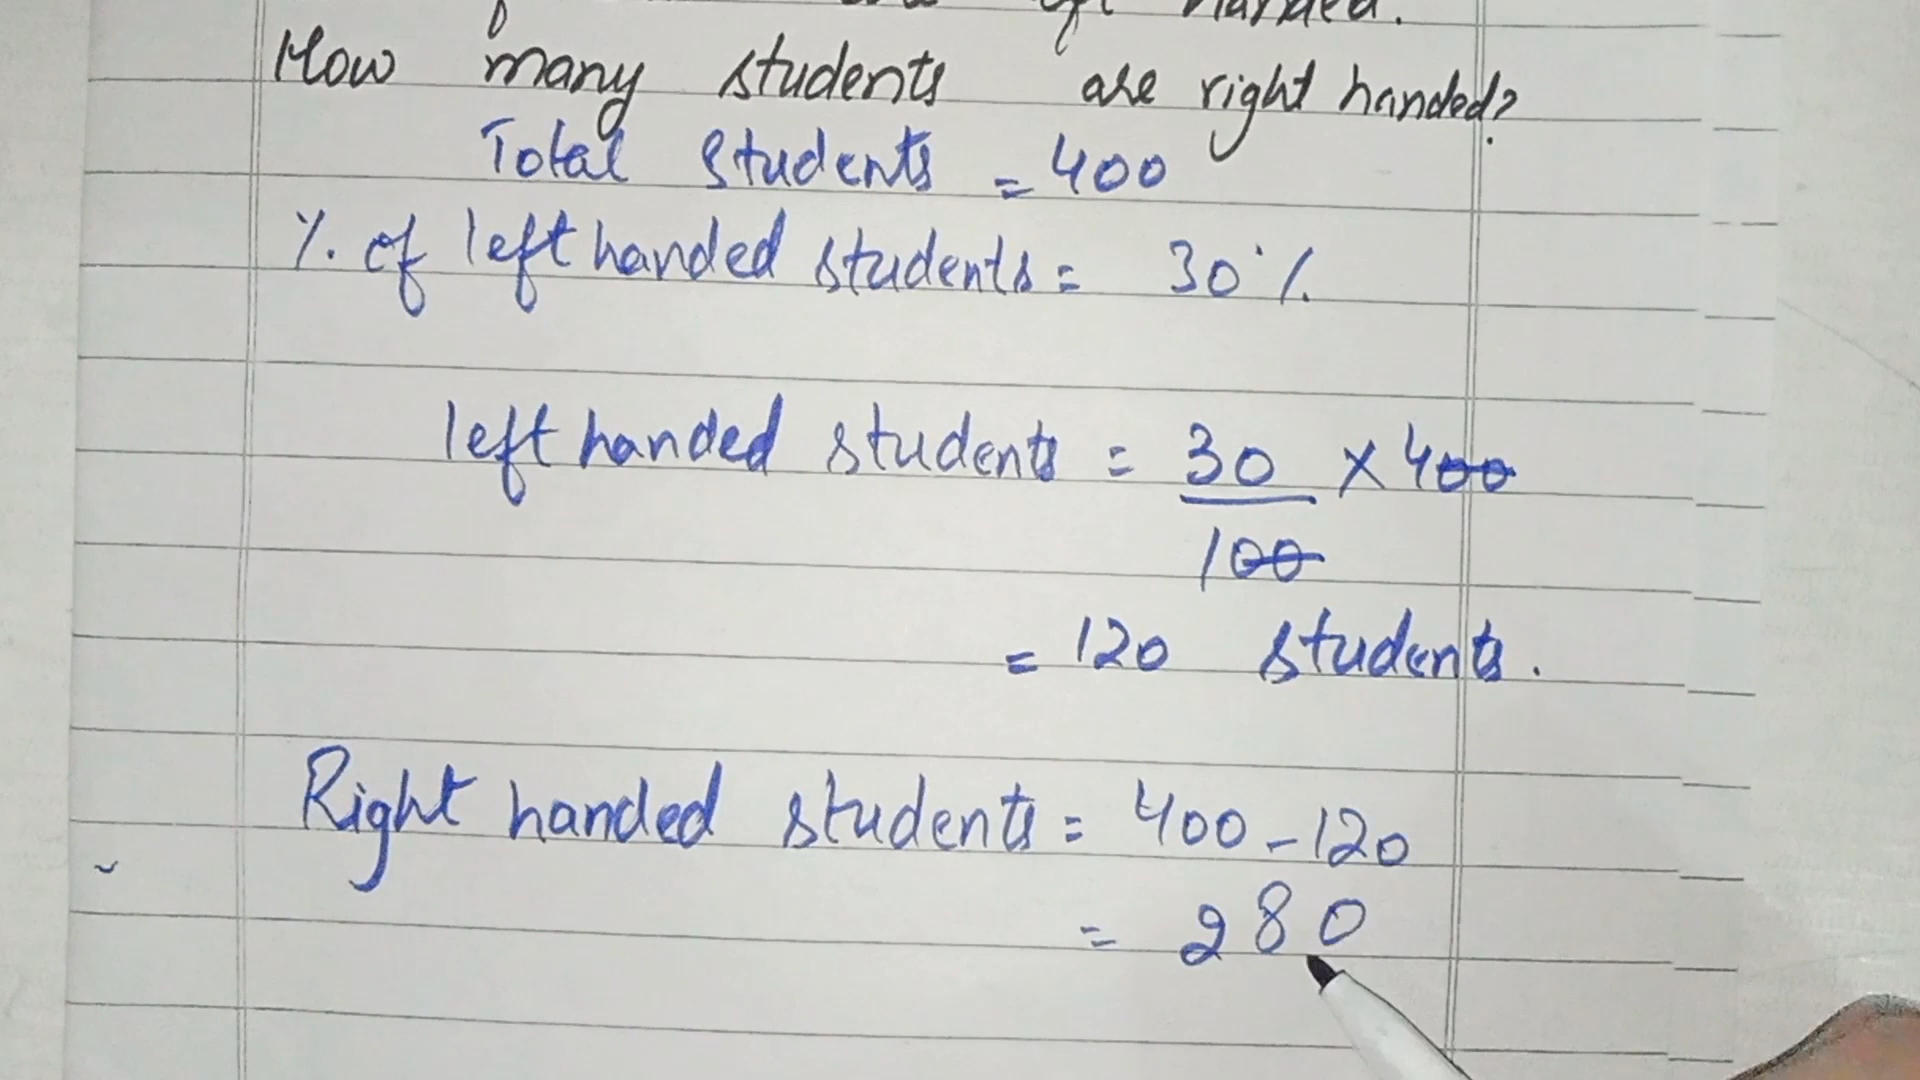 handed.
How many students are right handed?
Total students = 400
% of left handed students = 30%
left handed students = 30/100 × 400
= 120 students.
Right handed students = 400 - 120
= 280